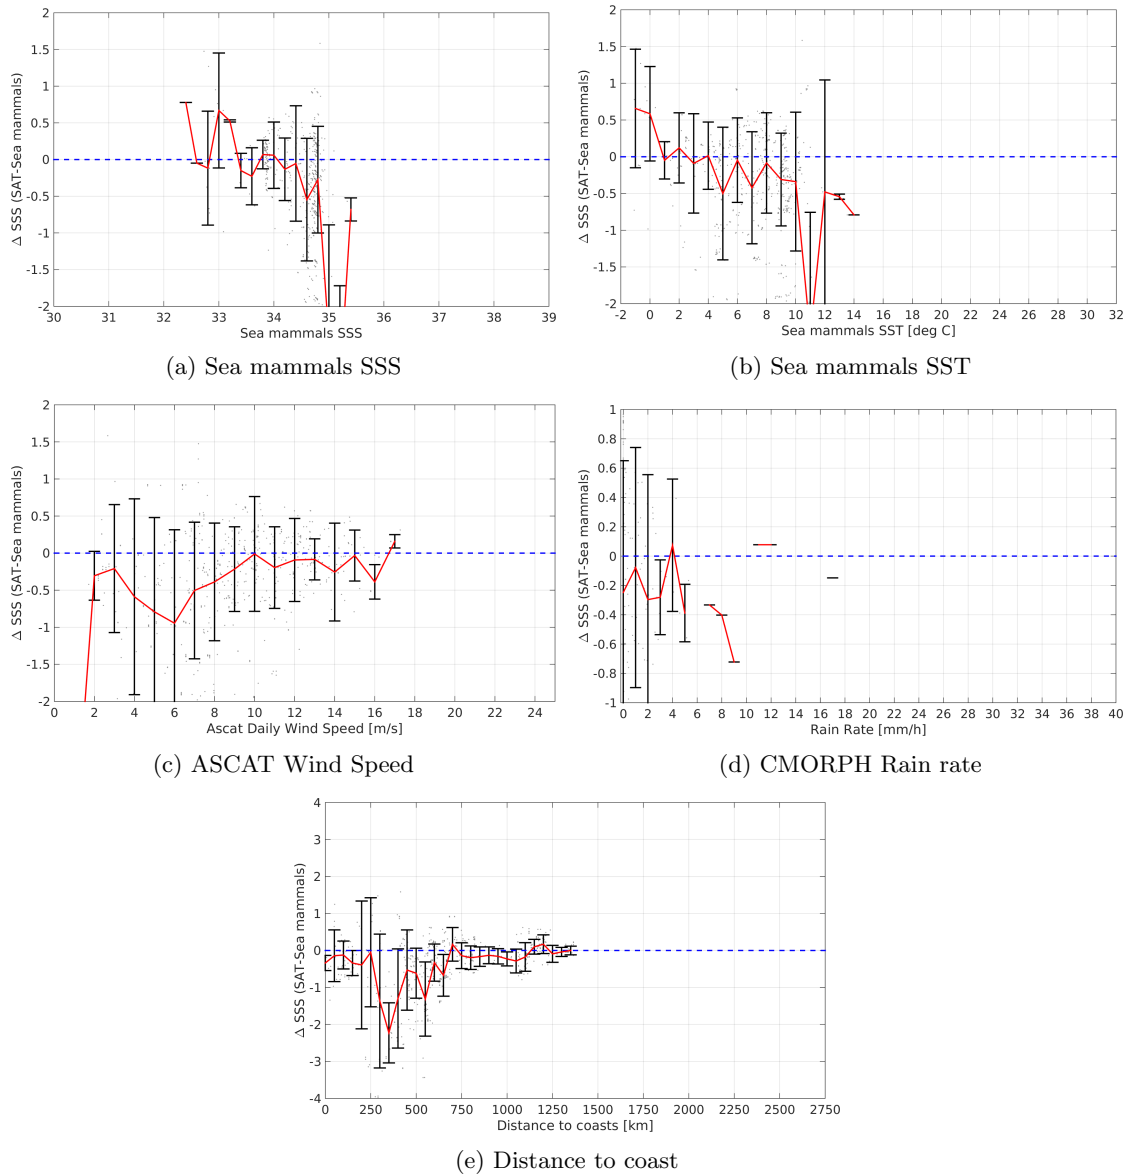 2
1.5
1
0.5
0
-0.5
-1
-1.5
-2
Δ SSS (SAT-Sea mammals)
30 31 32 33 34 35 36 37 38 39
Sea mammals SSS
(a) Sea mammals SSS
2
1.5
1
0.5
0
-0.5
-1
-1.5
-2
Δ SSS (SAT-Sea mammals)
-2 0 2 4 6 8 10 12 14 16 18 20 22 24 26 28 30 32
Sea mammals SST [deg C]
(b) Sea mammals SST
2
1.5
1
0.5
0
-0.5
-1
-1.5
-2
Δ SSS (SAT-Sea mammals)
0 2 4 6 8 10 12 14 16 18 20 22 24
Ascat Daily Wind Speed [m/s]
(c) ASCAT Wind Speed
1
0.8
0.6
0.4
0.2
0
-0.2
-0.4
-0.6
-0.8
-1
Δ SSS (SAT-Sea mammals)
0 2 4 6 8 10 12 14 16 18 20 22 24 26 28 30 32 34 36 38 40
Rain Rate [mm/h]
(d) CMORPH Rain rate
4
3
2
1
0
-1
-2
-3
-4
Δ SSS (SAT-Sea mammals)
0 250 500 750 1000 1250 1500 1750 2000 2250 2500 2750
Distance to coasts [km]
(e) Distance to coast